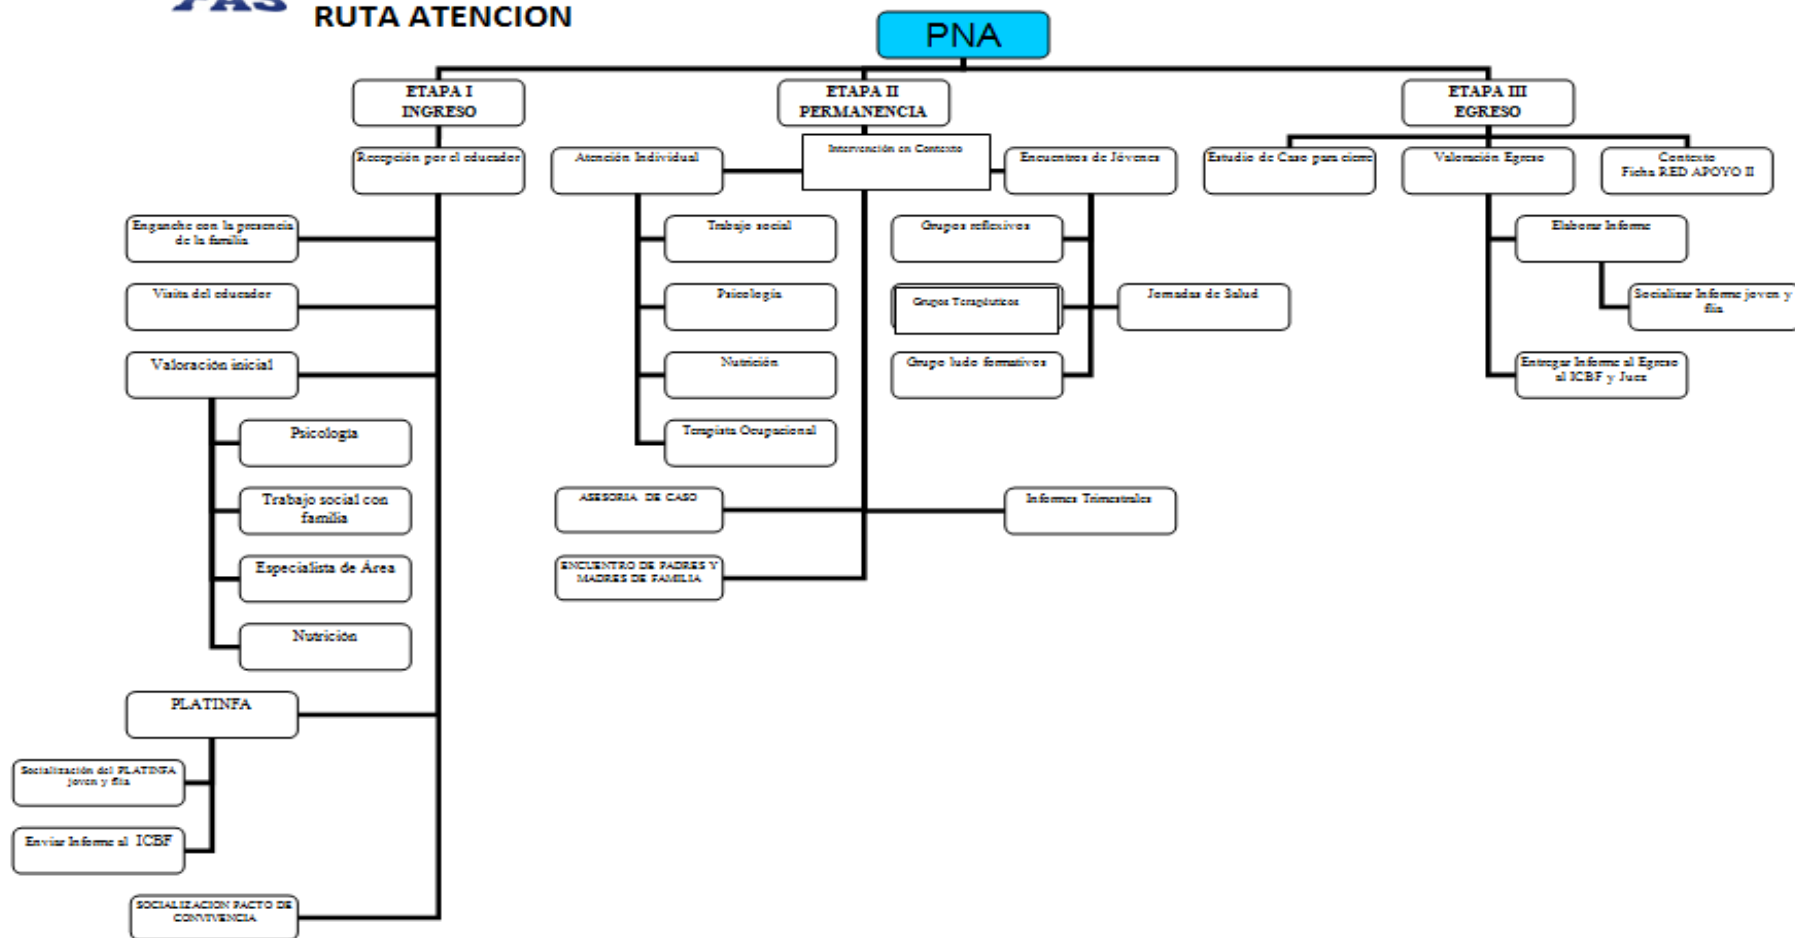 FAS
RUTA ATENCION
PNA
ETAPA I
INGRESO
ETAPA II
PERMANENCIA
ETAPA III
EGRESO
Recepción por el educador
Atención Individual
Intervención en Contexto
Encuentros de Jóvenes
Estudio de Caso para cierre
Valoración Egreso
Contexto
Ficha RED APOYO II
Enganche con la presencia
de la familia
Trabajo social
Grupos reflexivos
Elaborar Informe
Visita del educador
Psicología
Grupos Terapéuticos
Jornadas de Salud
Socializar Informe joven y
flia
Valoración inicial
Nutrición
Grupo ludo formativos
Entregar Informe al Egreso
al ICBF y Juez
Psicología
Terapista Ocupacional
Trabajo social con
familia
ASESORIA DE CASO
Informes Trimestrales
Especialista de Área
ENCUENTRO DE PADRES Y
MADRES DE FAMILIA
Nutrición
PLATINFA
Socialización del PLATINFA
joven y flia
Enviar Informe al ICBF
SOCIALIZACION PACTO DE
CONVIVENCIA